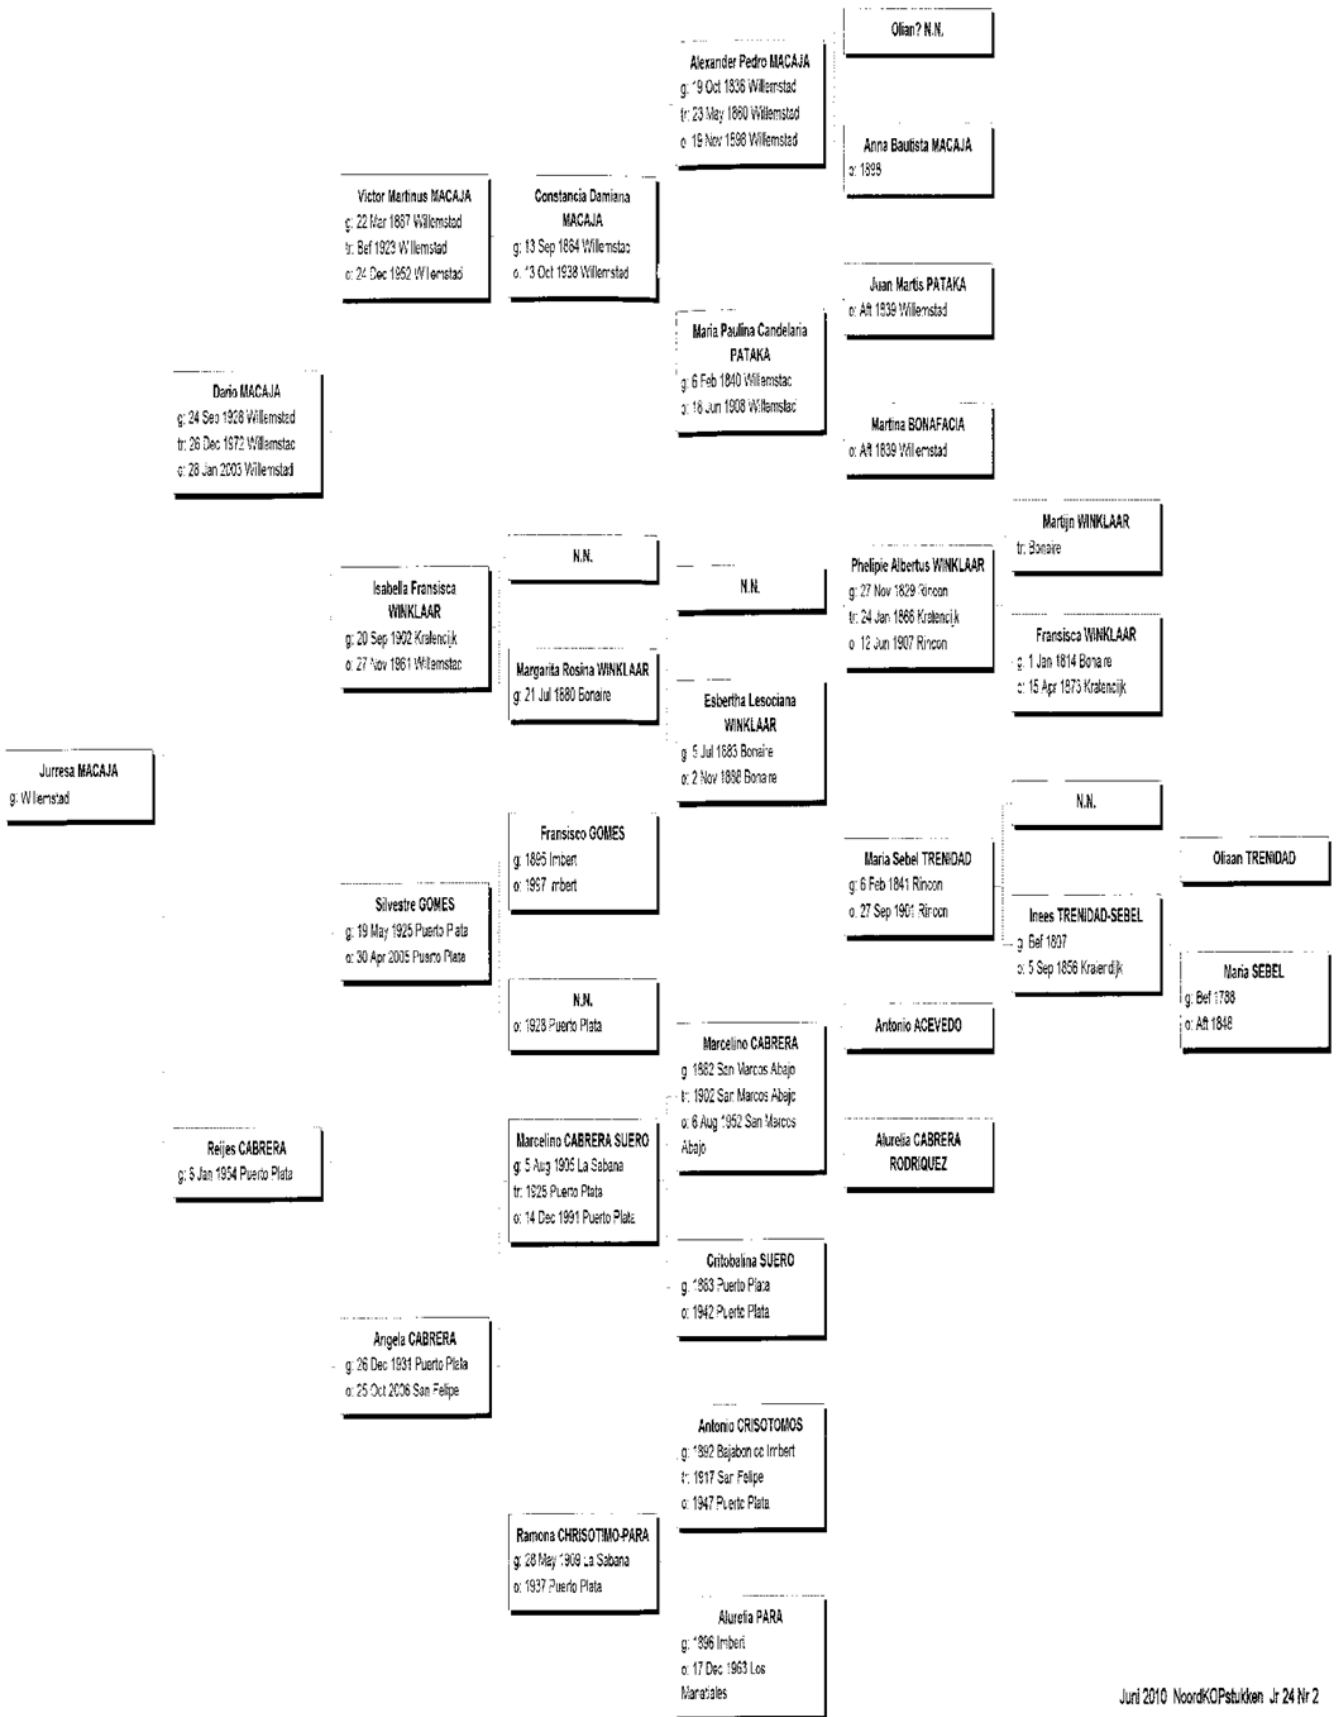 Olian? N.N.
Alexander Pedro MACAJA
g: 19 Oct 1836 Willemstad
tr: 23 May 1860 Willemstad
o: 19 Nov 1898 Willemstad
Anna Bautista MACAJA
o: 1898
Victor Martinus MACAJA
g: 22 Mar 1887 Willemstad
tr: Bef 1923 Willemstad
o: 24 Dec 1952 Willemstad
Constancia Damiana
MACAJA
g: 13 Sep 1864 Willemstad
o: 13 Oct 1938 Willemstad
Juan Martis PATAKA
o: Aft 1839 Willemstad
Maria Paulina Candelaria
PATAKA
g: 6 Feb 1840 Willemstad
o: 18 Jun 1908 Willemstad
Martina BONAFACIA
o: Aft 1839 Willemstad
Dario MACAJA
g: 24 Sep 1928 Willemstad
tr: 26 Dec 1972 Willemstad
o: 28 Jan 2003 Willemstad
Martijn WINKLAAR
tr: Bonaire
N.N.
Phelipie Albertus WINKLAAR
g: 27 Nov 1829 Rincon
tr: 24 Jan 1866 Kralendijk
o: 12 Jun 1907 Rincon
Isabella Fransisca
WINKLAAR
g: 20 Sep 1902 Kralendijk
o: 27 Nov 1961 Willemstad
N.N.
Fransisca WINKLAAR
g: 1 Jan 1814 Bonaire
o: 15 Apr 1873 Kralendijk
Margarita Rosina WINKLAAR
g: 21 Jul 1880 Bonaire
Esbertha Lesociana
WINKLAAR
g: 5 Jul 1863 Bonaire
o: 2 Nov 1888 Bonaire
Jurresa MACAJA
g: Willemstad
N.N.
Fransisco GOMES
g: 1895 Imbert
o: 1997 Imbert
Maria Sebel TRENIDAD
g: 6 Feb 1841 Rincon
o: 27 Sep 1901 Rincon
Oliaan TRENIDAD
Silvestre GOMES
g: 19 May 1925 Puerto Plata
o: 30 Apr 2005 Puerto Plata
Inees TRENIDAD-SEBEL
g: Bef 1807
o: 5 Sep 1856 Kralendijk
Maria SEBEL
g: Bef 1788
o: Aft 1848
N.N.
o: 1928 Puerto Plata
Antonio ACEVEDO
Marcelino CABRERA
g: 1882 San Marcos Abajo
tr: 1902 San Marcos Abajo
o: 6 Aug 1952 San Marcos
Abajo
Reijes CABRERA
g: 6 Jan 1954 Puerto Plata
Marcelino CABRERA SUERO
g: 5 Aug 1905 La Sabana
tr: 1925 Puerto Plata
o: 14 Dec 1991 Puerto Plata
Alurelia CABRERA
RODRIQUEZ
Critobalina SUERO
g: 1883 Puerto Plata
o: 1942 Puerto Plata
Angela CABRERA
g: 26 Dec 1931 Puerto Plata
o: 25 Oct 2006 San Felipe
Antonio CRISOTOMOS
g: 1892 Bajabon cc Imbert
tr: 1917 San Felipe
o: 1947 Puerto Plata
Ramona CHRISOTIMO-PARA
g: 28 May 1909 La Sabana
o: 1937 Puerto Plata
Alurelia PARA
g: 1896 Imbert
o: 17 Dec 1963 Los
Manatiales
Juni 2010 NoordKOPstukken Jr 24 Nr 2